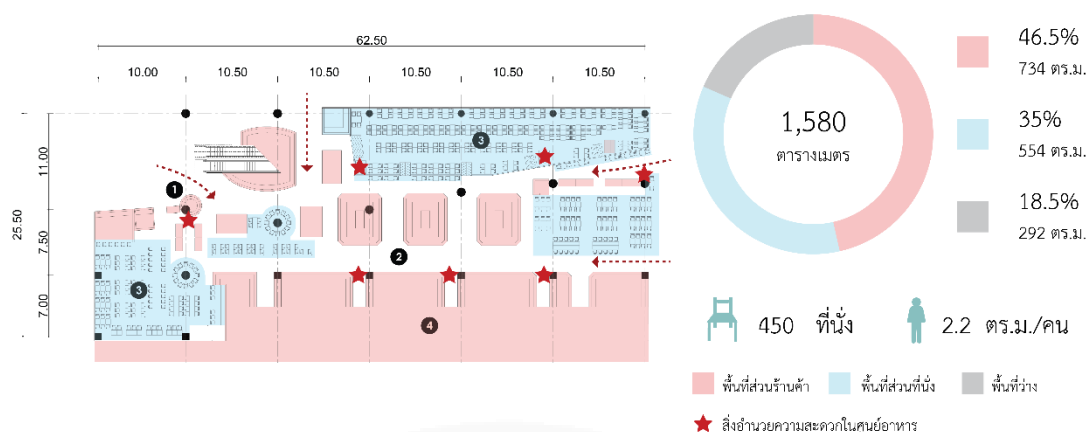 62.50
10.00 10.50 10.50 10.50 10.50 10.50
11.00
25.50
7.50
7.00
1
2
3
3
4
1,580
ตารางเมตร
46.5%
734 ตร.ม.
35%
554 ตร.ม.
18.5%
292 ตร.ม.
450 ที่นั่ง
2.2 ตร.ม./คน
พื้นที่ส่วนร้านค้า พื้นที่ส่วนที่นั่ง พื้นที่ว่าง
สิ่งอำนวยความสะดวกในศูนย์อาหาร